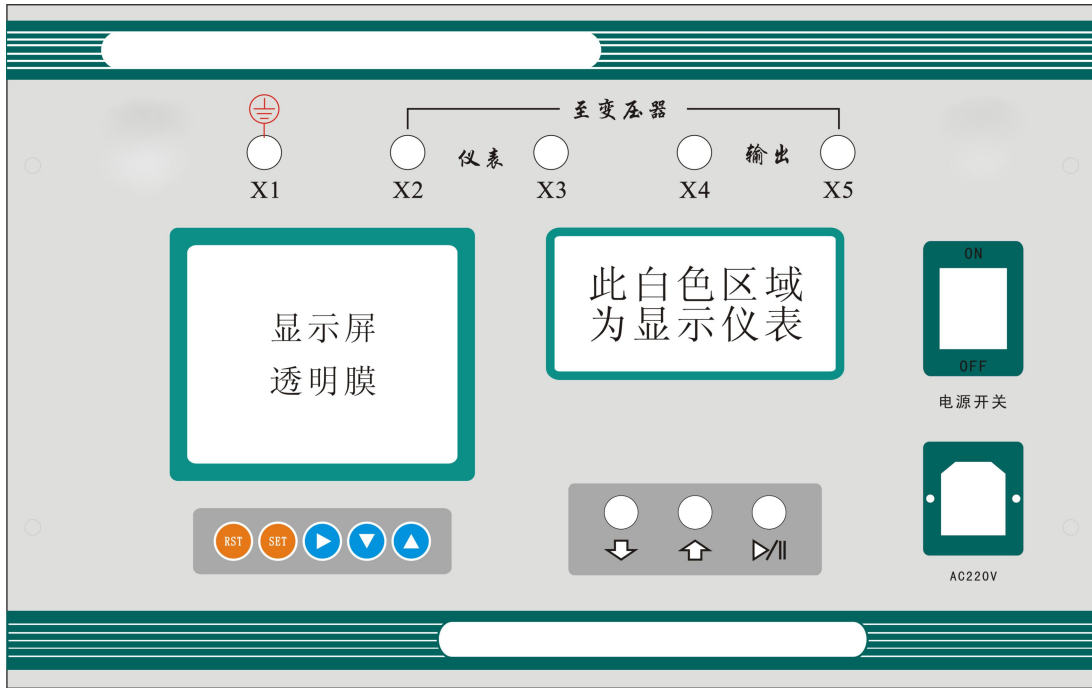 至变压器
仪表
输出
X1
X2
X3
X4
X5
显示屏
透明膜
此白色区域
为显示仪表
ON
OFF
电源开关
RST
SET
AC220V